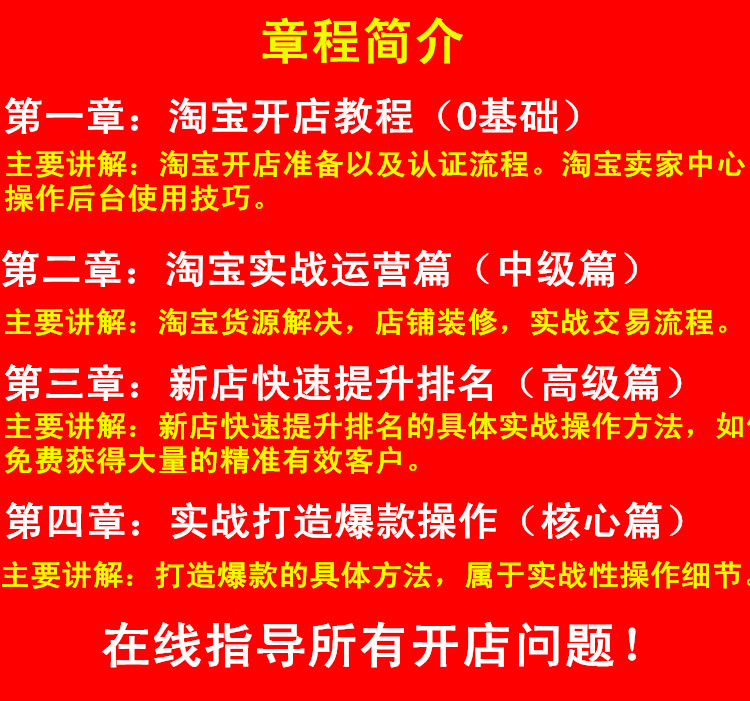 章程简介
第一章：淘宝开店教程（0基础）
主要讲解：淘宝开店准备以及认证流程。淘宝卖家中心
操作后台使用技巧。
第二章：淘宝实战运营篇（中级篇）
主要讲解：淘宝货源解决，店铺装修，实战交易流程。
第三章：新店快速提升排名（高级篇）
主要讲解：新店快速提升排名的具体实战操作方法，如
免费获得大量的精准有效客户。
第四章：实战打造爆款操作（核心篇）
主要讲解：打造爆款的具体方法，属于实战性操作细节。
在线指导所有开店问题！